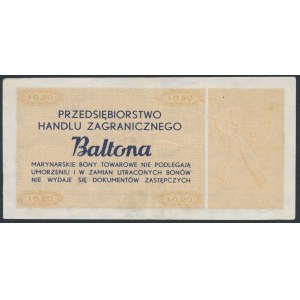 PRZEDSIĘBIORSTWO
HANDLU ZAGRANICZNEGO
Baltona
MARYNARSKIE BONY TOWAROWE NIE PODLEGAJĄ
UMORZENIU I W ZAMIAN UTRACONYCH BONÓW
NIE WYDAJE SIĘ DOKUMENTÓW ZASTĘPCZYCH